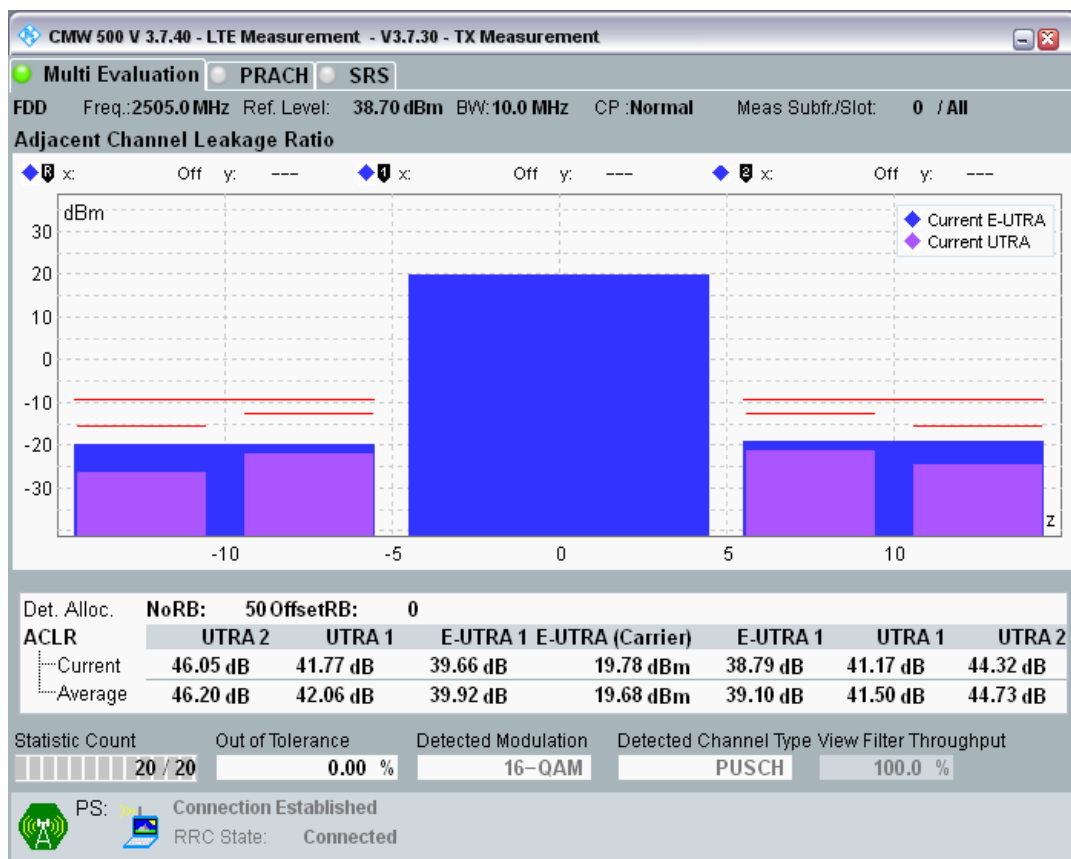 CMW 500 V 3.7.40 - LTE Measurement - V3.7.30 - TX Measurement
Multi Evaluation PRACH SRS
FDD Freq.:2505.0 MHz Ref. Level: 38.70 dBm BW:10.0 MHz CP :Normal Meas Subfr./Slot: 0 / All
Adjacent Channel Leakage Ratio
R x: Off y: --- 1 x: Off y: --- 2 x: Off y: ---
dBm
Current E-UTRA
Current UTRA
30
20
10
0
-10
-20
-30
z
-10 -5 0 5 10
Det. Alloc. NoRB: 50 OffsetRB: 0
ACLR UTRA 2 UTRA 1 E-UTRA 1 E-UTRA (Carrier) E-UTRA 1 UTRA 1 UTRA 2
Current 46.05 dB 41.77 dB 39.66 dB 19.78 dBm 38.79 dB 41.17 dB 44.32 dB
Average 46.20 dB 42.06 dB 39.92 dB 19.68 dBm 39.10 dB 41.50 dB 44.73 dB
Statistic Count Out of Tolerance Detected Modulation Detected Channel Type View Filter Throughput
20 / 20 0.00 % 16-QAM PUSCH 100.0 %
PS: Connection Established
RRC State: Connected